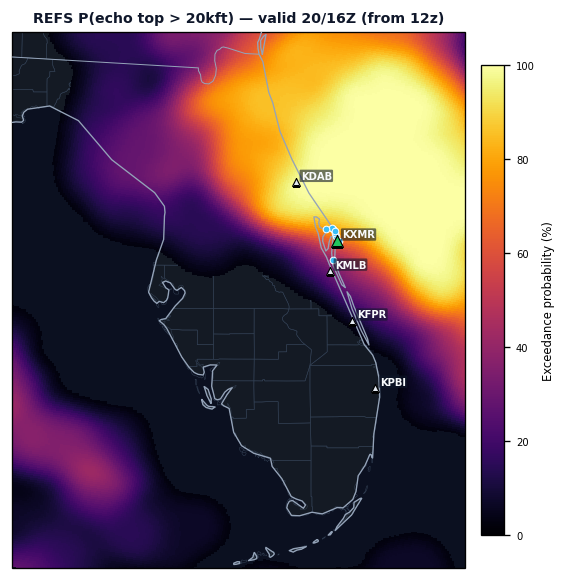 REFS P(echo top > 20kft) — valid 20/16Z (from 12z)
KDAB
KXMR
KMLB
KFPR
KPBI
100
80
60
40
20
0
Exceedance probability (%)